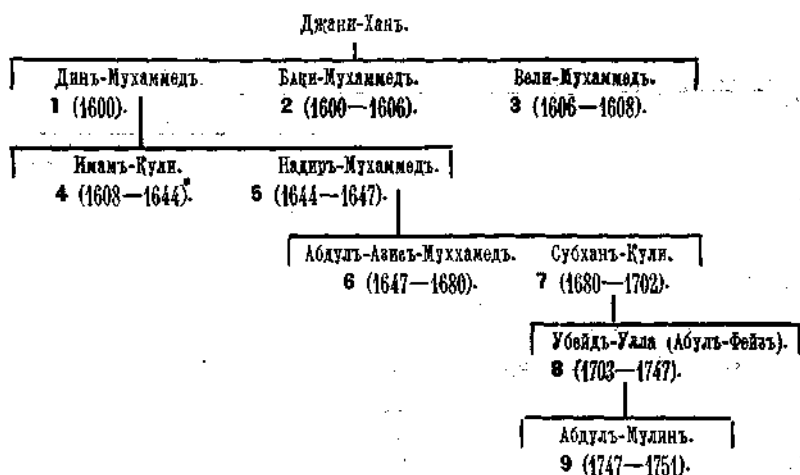 Джани-Ханъ.
Динъ-Мухаммедъ. Баки-Мухаммедъ. Вели-Мухаммедъ.
1 (1600). 2 (1600—1606). 3 (1606—1608).
Имамъ-Кули. Надиръ-Мухаммедъ.
4 (1608—1644). 5 (1644—1647).
Абдулъ-Азисъ-Муххамедъ. Субханъ-Кули.
6 (1647—1680). 7 (1680—1702).
Убейдъ-Улла (Абулъ-Фейзъ).
8 (1703—1747).
Абдулъ-Мулинъ.
9 (1747—1751).